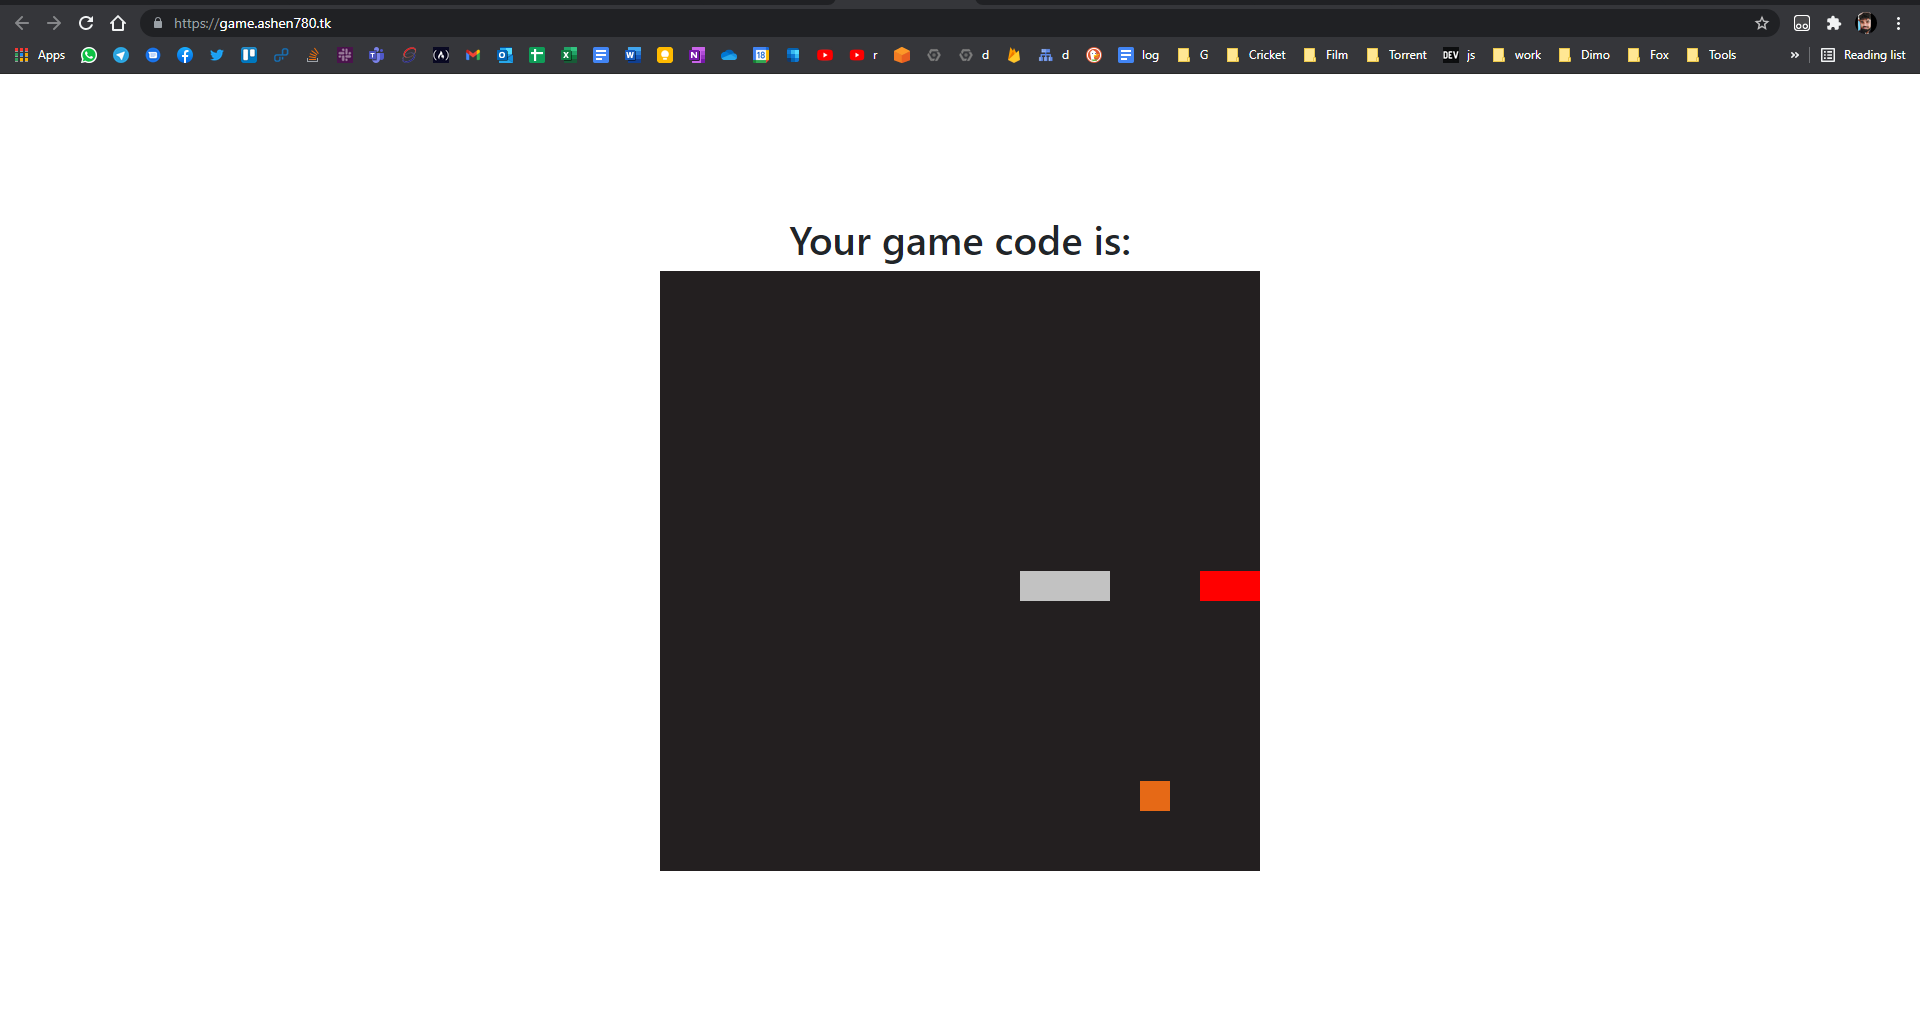 https://game.ashen780.tk
Apps r d d log G Cricket Film Torrent DEV js work Dimo Fox Tools » Reading list
Your game code is: